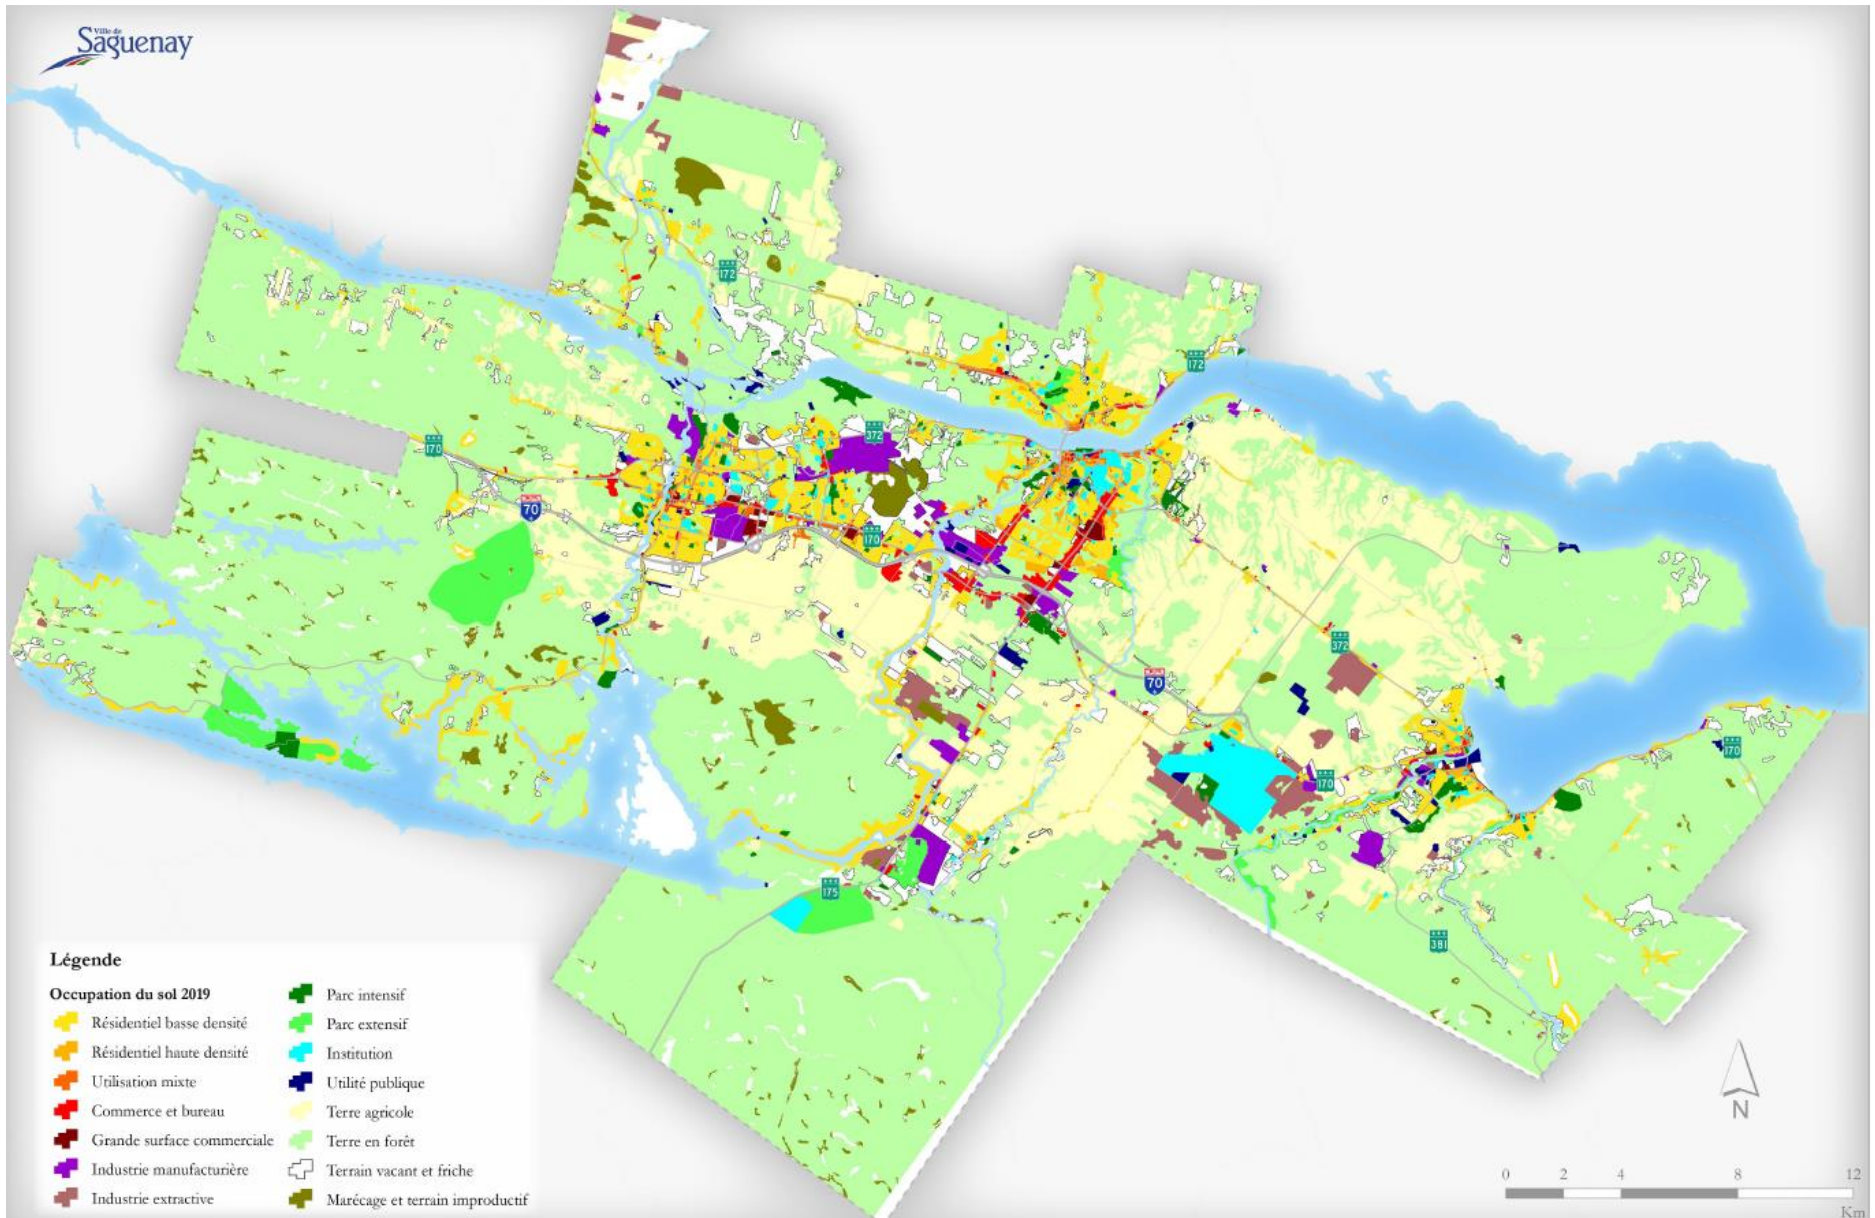 Ville de
Saguenay
172
172
170
372
70
170
372
70
170
170
175
381
Légende
Occupation du sol 2019
Résidentiel basse densité
Résidentiel haute densité
Utilisation mixte
Commerce et bureau
Grande surface commerciale
Industrie manufacturière
Industrie extractive
Parc intensif
Parc extensif
Institution
Utilité publique
Terre agricole
Terre en forêt
Terrain vacant et friche
Marécage et terrain improductif
N
0 2 4 8 12
Km